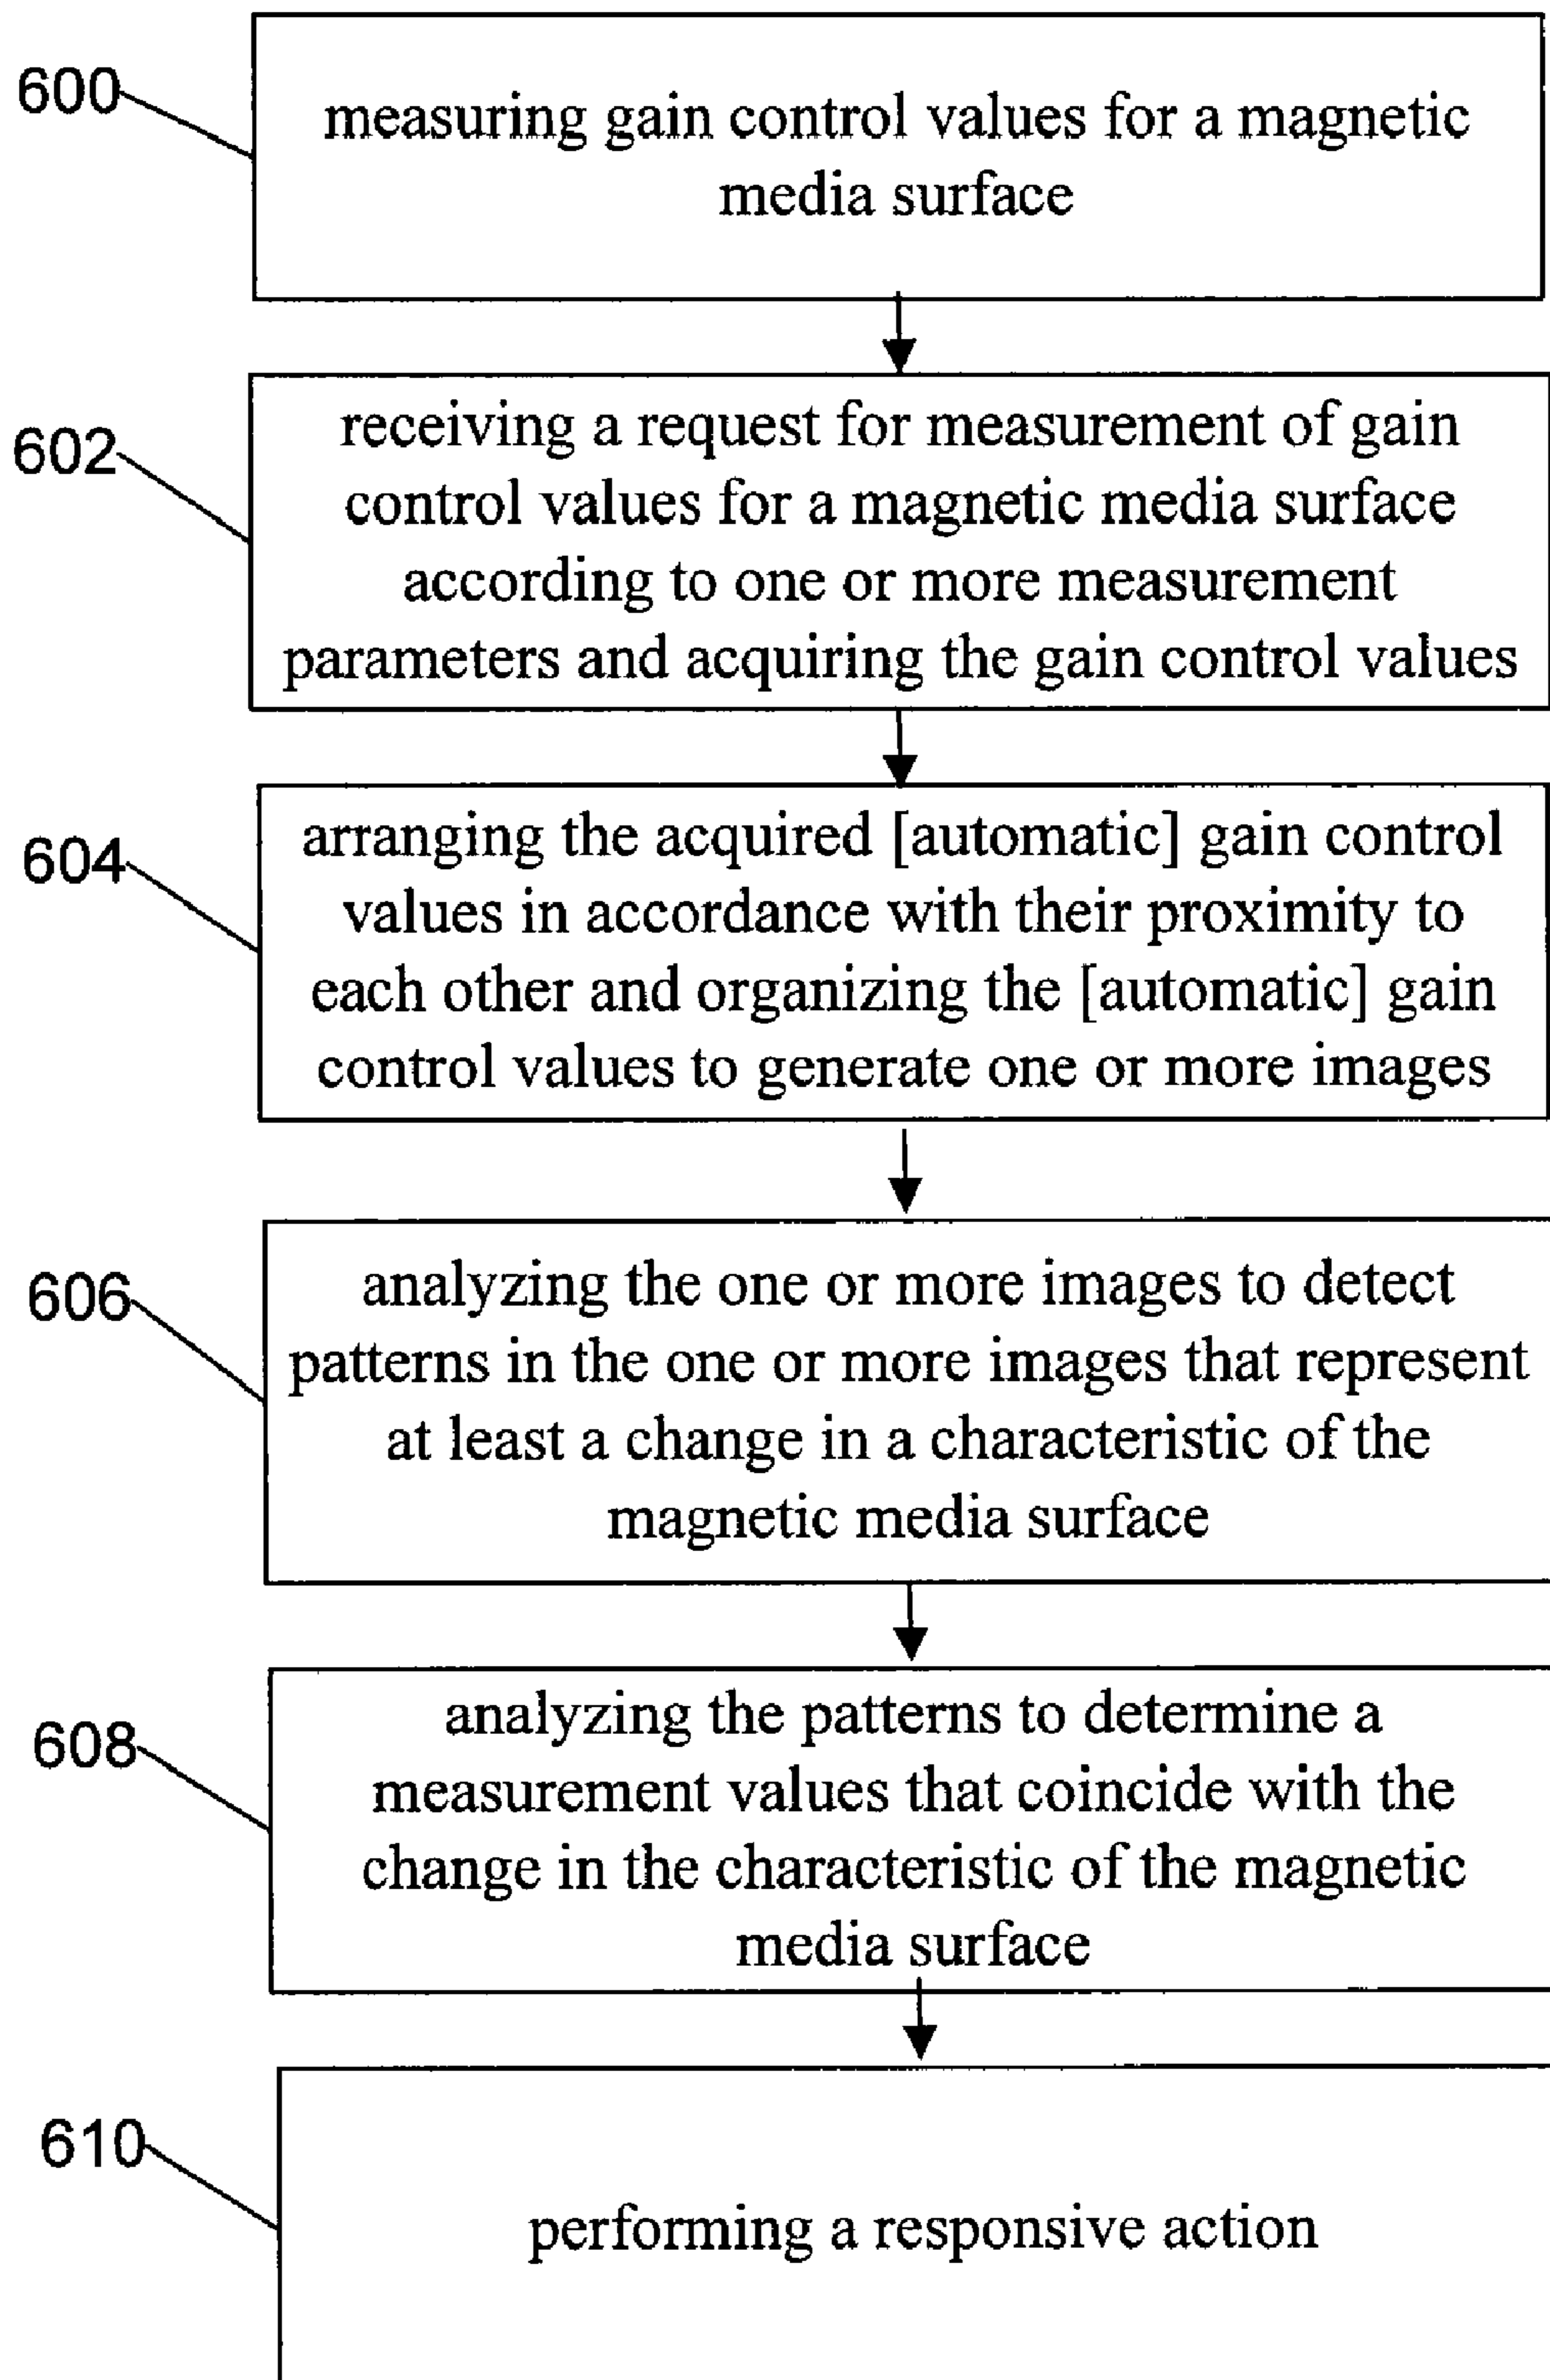 600
measuring gain control values for a magnetic
media surface
602
receiving a request for measurement of gain
control values for a magnetic media surface
according to one or more measurement
parameters and acquiring the gain control values
604
arranging the acquired [automatic] gain control
values in accordance with their proximity to
each other and organizing the [automatic] gain
control values to generate one or more images
606
analyzing the one or more images to detect
patterns in the one or more images that represent
at least a change in a characteristic of the
magnetic media surface
608
analyzing the patterns to determine a
measurement values that coincide with the
change in the characteristic of the magnetic
media surface
610
performing a responsive action